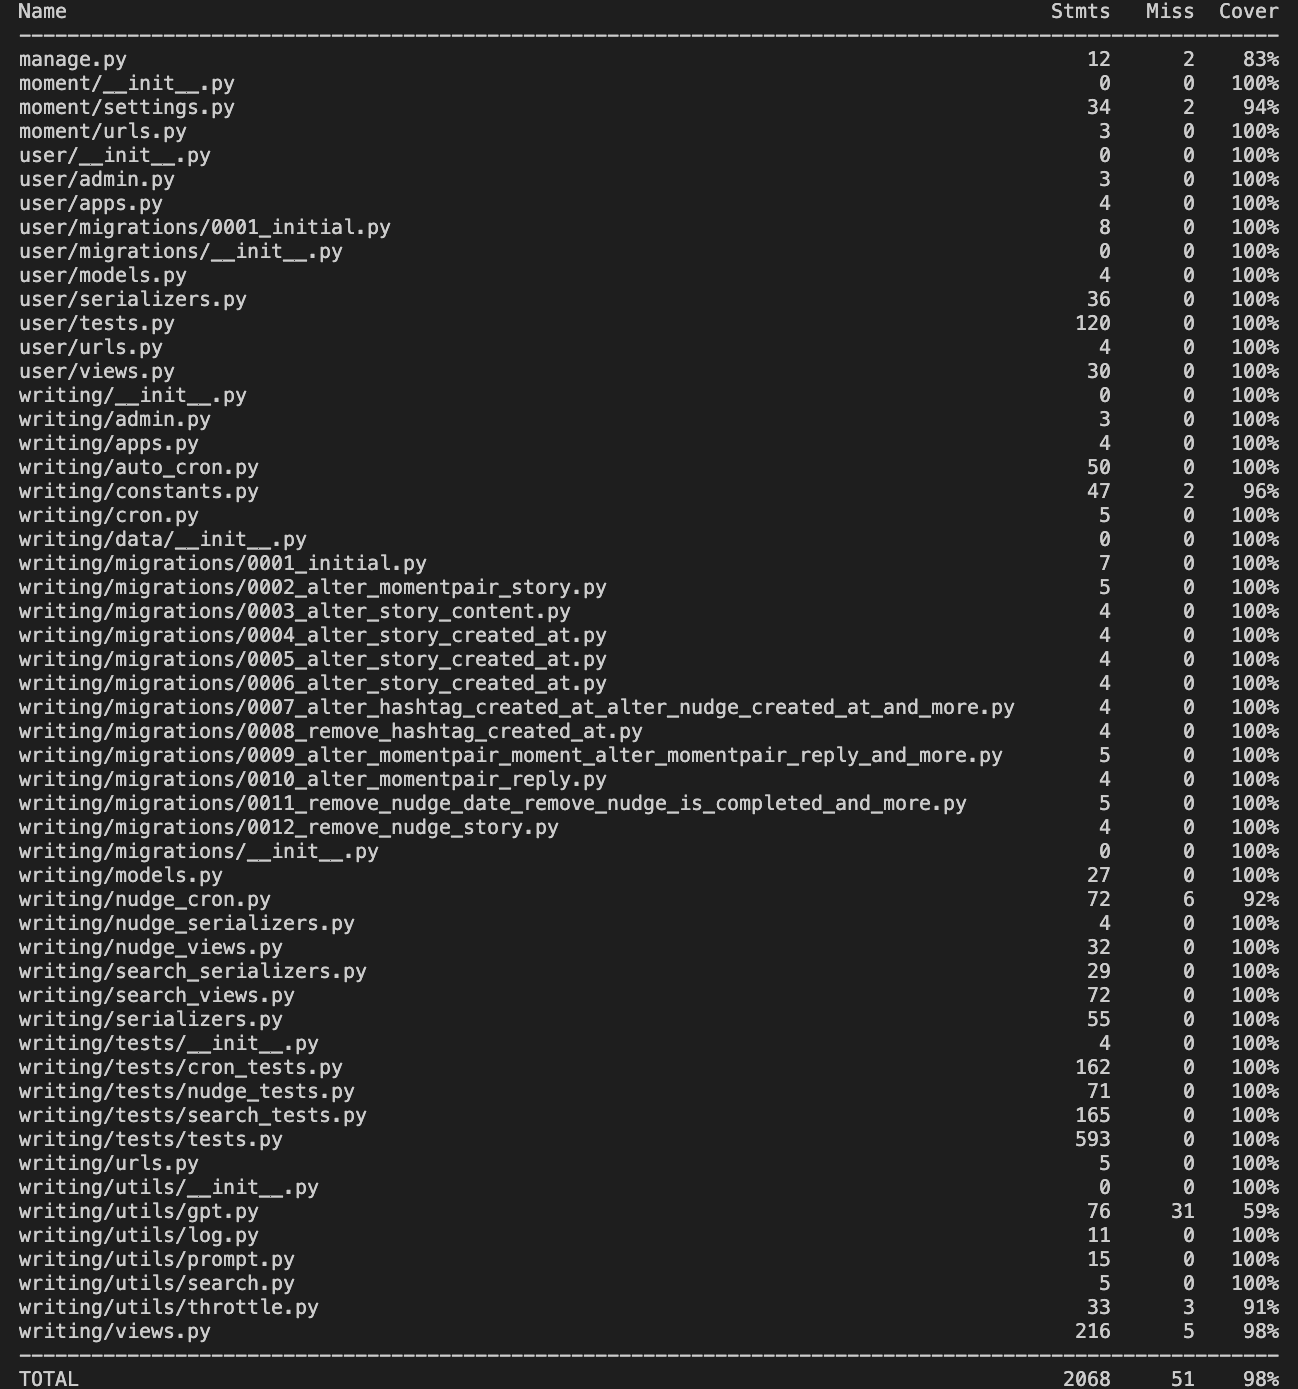 Name Stmts Miss Cover
manage.py 12 2 83%
moment/__init__.py 0 0 100%
moment/settings.py 34 2 94%
moment/urls.py 3 0 100%
user/__init__.py 0 0 100%
user/admin.py 3 0 100%
user/apps.py 4 0 100%
user/migrations/0001_initial.py 8 0 100%
user/migrations/__init__.py 0 0 100%
user/models.py 4 0 100%
user/serializers.py 36 0 100%
user/tests.py 120 0 100%
user/urls.py 4 0 100%
user/views.py 30 0 100%
writing/__init__.py 0 0 100%
writing/admin.py 3 0 100%
writing/apps.py 4 0 100%
writing/auto_cron.py 50 0 100%
writing/constants.py 47 2 96%
writing/cron.py 5 0 100%
writing/data/__init__.py 0 0 100%
writing/migrations/0001_initial.py 7 0 100%
writing/migrations/0002_alter_momentpair_story.py 5 0 100%
writing/migrations/0003_alter_story_content.py 4 0 100%
writing/migrations/0004_alter_story_created_at.py 4 0 100%
writing/migrations/0005_alter_story_created_at.py 4 0 100%
writing/migrations/0006_alter_story_created_at.py 4 0 100%
writing/migrations/0007_alter_hashtag_created_at_alter_nudge_created_at_and_more.py 4 0 100%
writing/migrations/0008_remove_hashtag_created_at.py 4 0 100%
writing/migrations/0009_alter_momentpair_moment_alter_momentpair_reply_and_more.py 5 0 100%
writing/migrations/0010_alter_momentpair_reply.py 4 0 100%
writing/migrations/0011_remove_nudge_date_remove_nudge_is_completed_and_more.py 5 0 100%
writing/migrations/0012_remove_nudge_story.py 4 0 100%
writing/migrations/__init__.py 0 0 100%
writing/models.py 27 0 100%
writing/nudge_cron.py 72 6 92%
writing/nudge_serializers.py 4 0 100%
writing/nudge_views.py 32 0 100%
writing/search_serializers.py 29 0 100%
writing/search_views.py 72 0 100%
writing/serializers.py 55 0 100%
writing/tests/__init__.py 4 0 100%
writing/tests/cron_tests.py 162 0 100%
writing/tests/nudge_tests.py 71 0 100%
writing/tests/search_tests.py 165 0 100%
writing/tests/tests.py 593 0 100%
writing/urls.py 5 0 100%
writing/utils/__init__.py 0 0 100%
writing/utils/gpt.py 76 31 59%
writing/utils/log.py 11 0 100%
writing/utils/prompt.py 15 0 100%
writing/utils/search.py 5 0 100%
writing/utils/throttle.py 33 3 91%
writing/views.py 216 5 98%
TOTAL 2068 51 98%